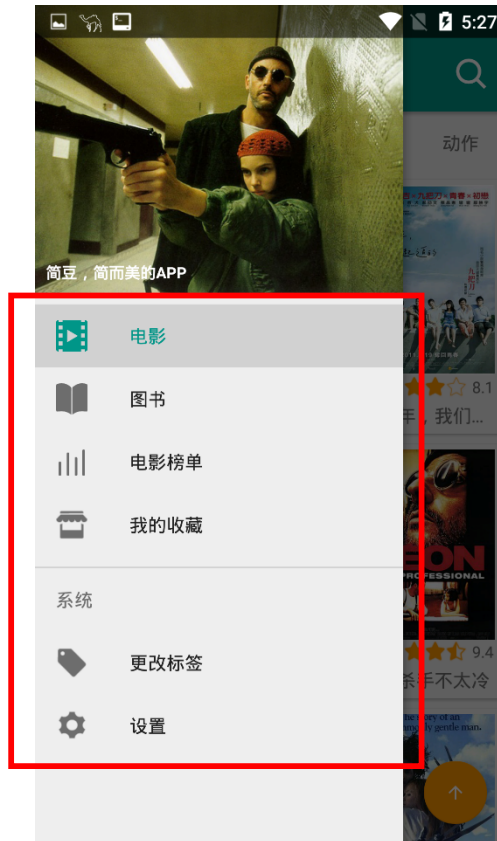 5:27
动作
简豆，简而美的APP
电影
图书
电影榜单
我的收藏
系统
更改标签
设置
8.1
年，我们...
PROFESSIONAL
9.4
杀手不太冷